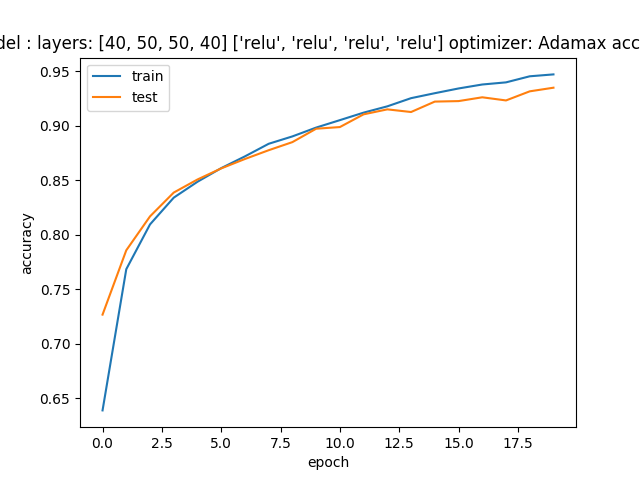 del : layers: [40, 50, 50, 40] ['relu', 'relu', 'relu', 'relu'] optimizer: Adamax acc
train
test
0.95
0.90
0.85
0.80
0.75
0.70
0.65
accuracy
0.0 2.5 5.0 7.5 10.0 12.5 15.0 17.5
epoch